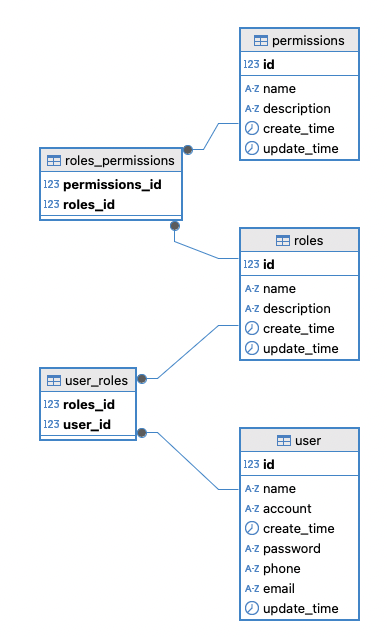 permissions
123 id
A-Z name
A-Z description
create_time
update_time
roles_permissions
123 permissions_id
123 roles_id
roles
123 id
A-Z name
A-Z description
create_time
update_time
user_roles
123 roles_id
123 user_id
user
123 id
A-Z name
A-Z account
create_time
A-Z password
A-Z phone
A-Z email
update_time